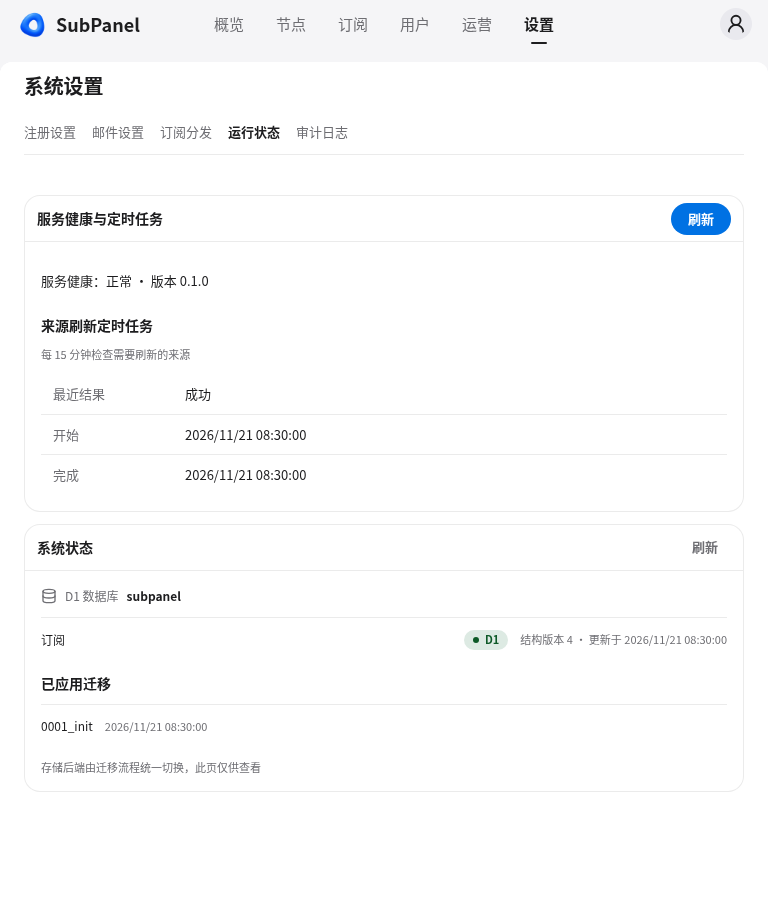 SubPanel 概览 节点 订阅 用户 运营 设置
系统设置
注册设置 邮件设置 订阅分发 运行状态 审计日志
服务健康与定时任务 刷新
服务健康：正常 · 版本 0.1.0
来源刷新定时任务
每 15 分钟检查需要刷新的来源
最近结果 成功
开始 2026/11/21 08:30:00
完成 2026/11/21 08:30:00
系统状态 刷新
D1 数据库 subpanel
订阅 D1 结构版本 4 · 更新于 2026/11/21 08:30:00
已应用迁移
0001_init 2026/11/21 08:30:00
存储后端由迁移流程统一切换，此页仅供查看